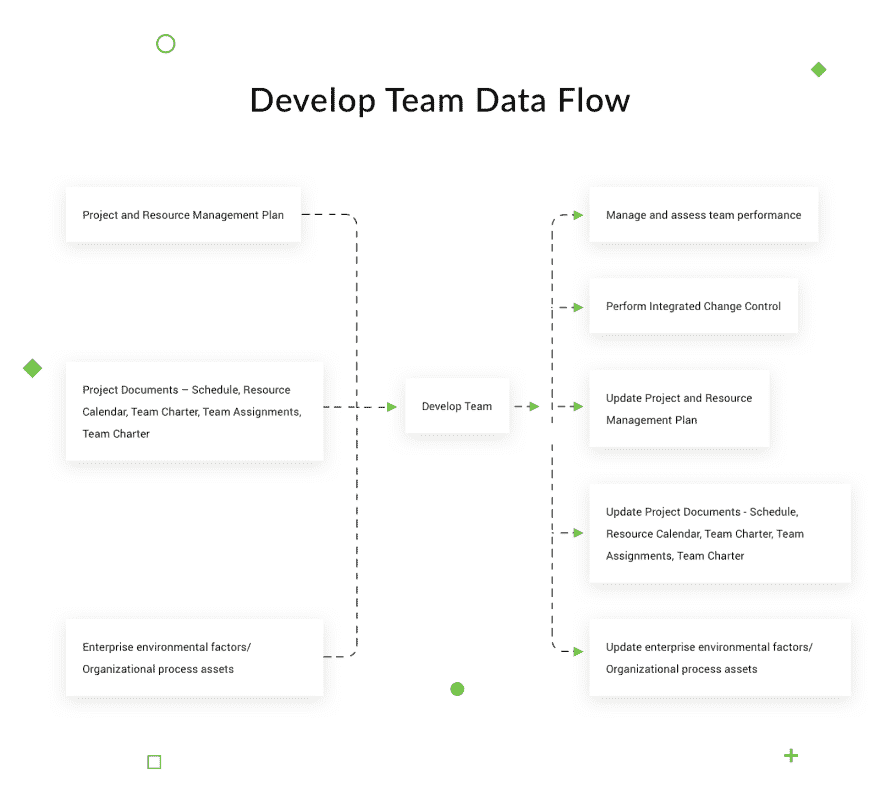 Develop Team Data Flow
Project and Resource Management Plan
Project Documents – Schedule, Resource
Calendar, Team Charter, Team Assignments,
Team Charter
Enterprise environmental factors/
Organizational process assets
Develop Team
Manage and assess team performance
Perform Integrated Change Control
Update Project and Resource
Management Plan
Update Project Documents - Schedule,
Resource Calendar, Team Charter, Team
Assignments, Team Charter
Update enterprise environmental factors/
Organizational process assets